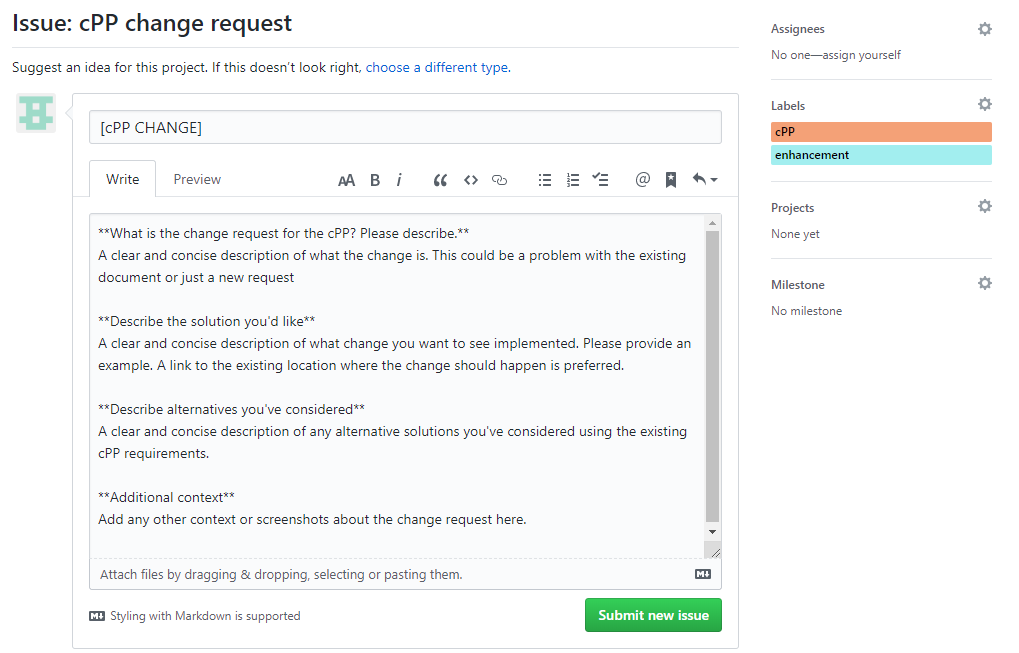 Issue: cPP change request
Suggest an idea for this project. If this doesn’t look right, choose a different type.
[cPP CHANGE]
Write
Preview
AA B i
**What is the change request for the cPP? Please describe.**
A clear and concise description of what the change is. This could be a problem with the existing
document or just a new request
**Describe the solution you'd like**
A clear and concise description of what change you want to see implemented. Please provide an
example. A link to the existing location where the change should happen is preferred.
**Describe alternatives you've considered**
A clear and concise description of any alternative solutions you've considered using the existing
cPP requirements.
**Additional context**
Add any other context or screenshots about the change request here.
Attach files by dragging & dropping, selecting or pasting them.
Styling with Markdown is supported
Submit new issue
Assignees
No one—assign yourself
Labels
cPP
enhancement
Projects
None yet
Milestone
No milestone